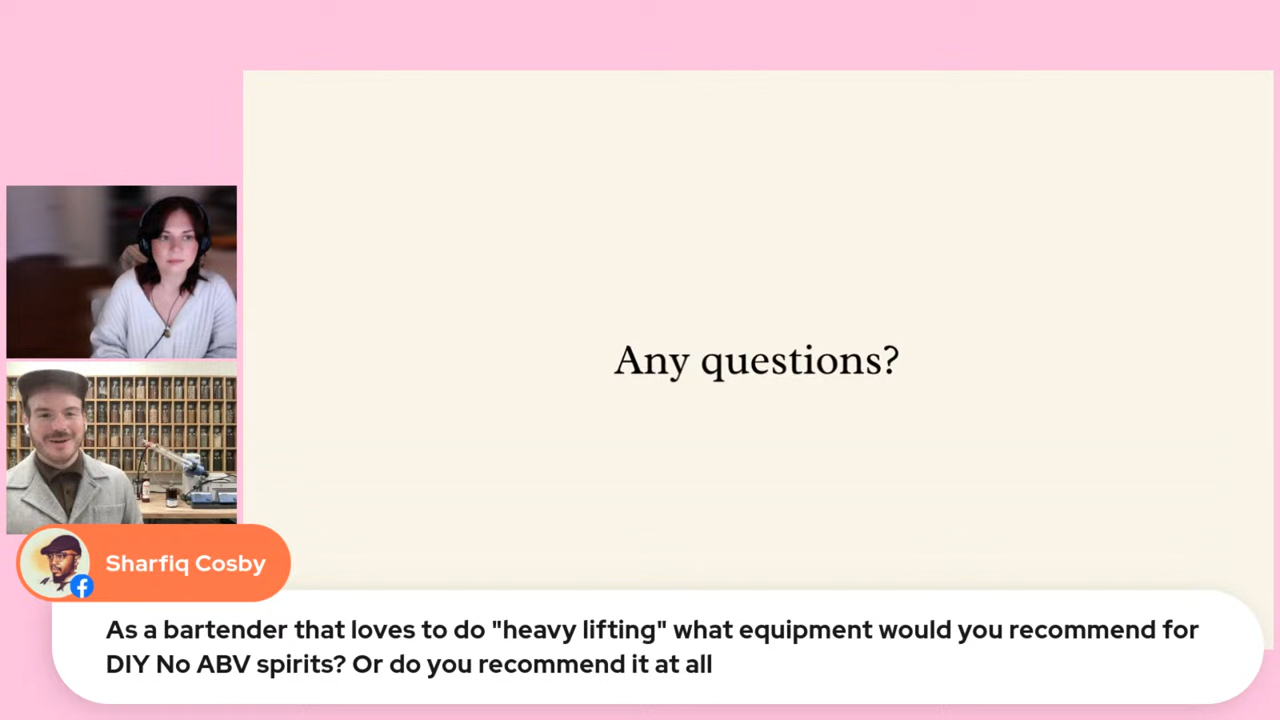 Any questions?
Sharfiq Cosby
As a bartender that loves to do "heavy lifting" what equipment would you recommend for
DIY No ABV spirits? Or do you recommend it at all